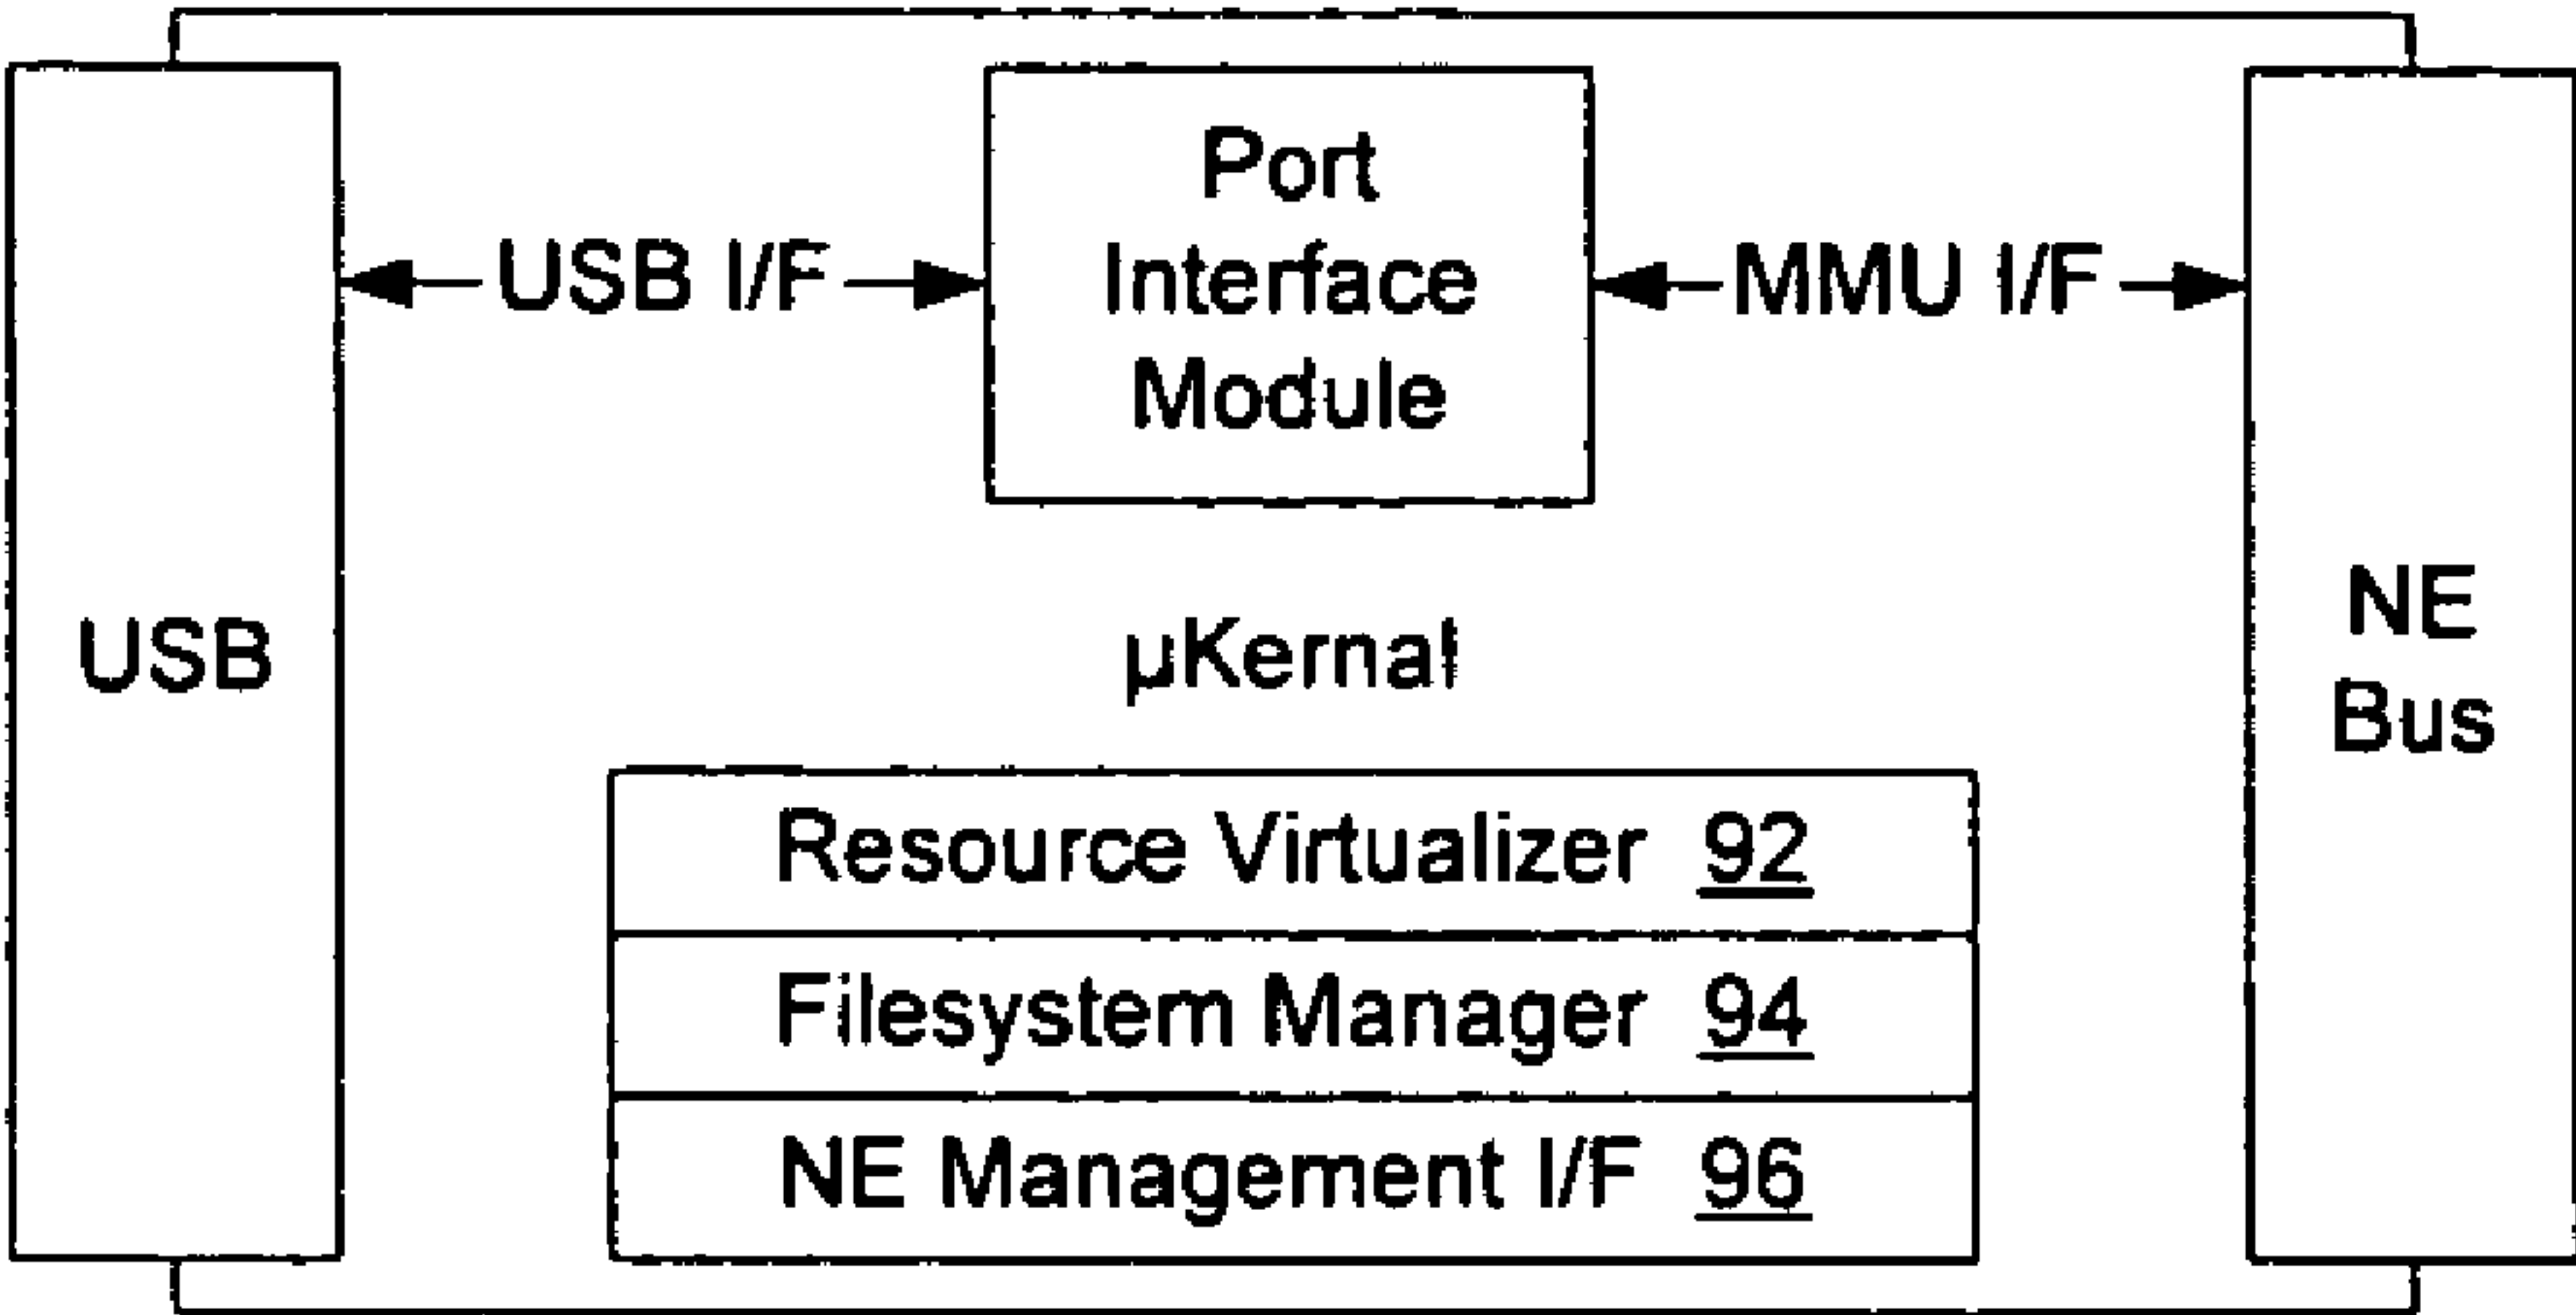 Port
Interface
Module
USB I/F
MMU I/F
USB
µKernal
NE
Bus
Resource Virtualizer 92
Filesystem Manager 94
NE Management I/F 96